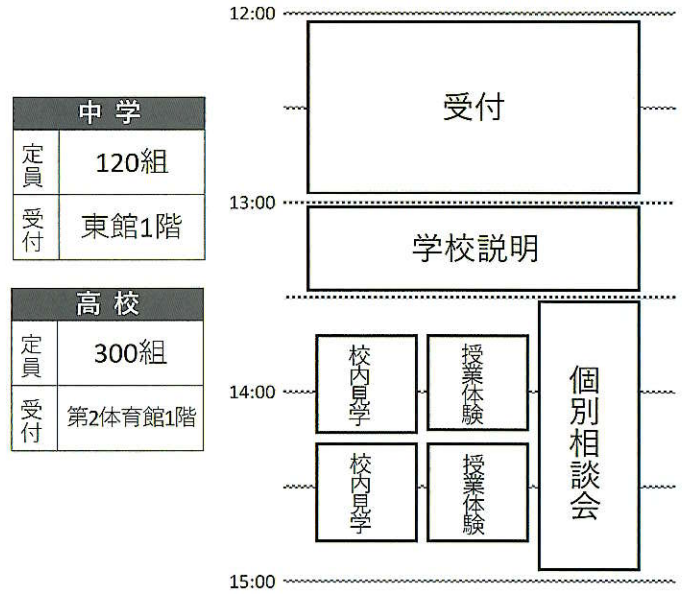 中学
定員 120組
受付 東館1階
高校
定員 300組
受付 第2体育館1階
12:00
受付
13:00
学校説明
校内見学
授業体験
個別相談会
14:00
校内見学
授業体験
15:00